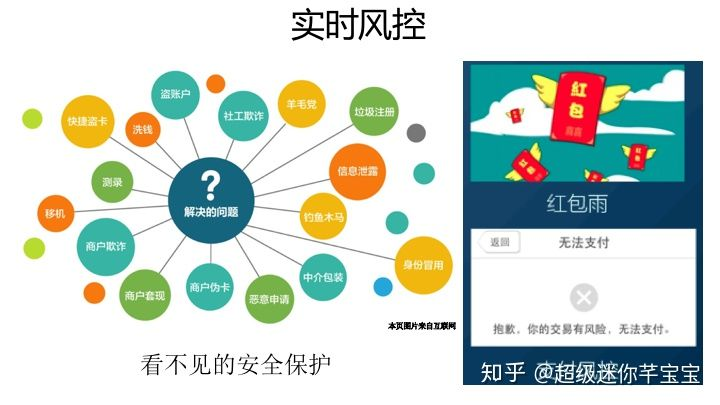 实时风控
盗账户
羊毛党
快捷盗卡
社工欺诈
垃圾注册
洗钱
信息泄露
测录
?
解决的问题
移机
钓鱼木马
商户欺诈
身份冒用
商户套现
商户伪卡
恶意申请
中介包装
本页图片来自互联网
看不见的安全保护
红包
红包雨
返回
无法支付
抱歉，你的交易有风险，无法支付。
支付风控
知乎 @超级迷你芊宝宝